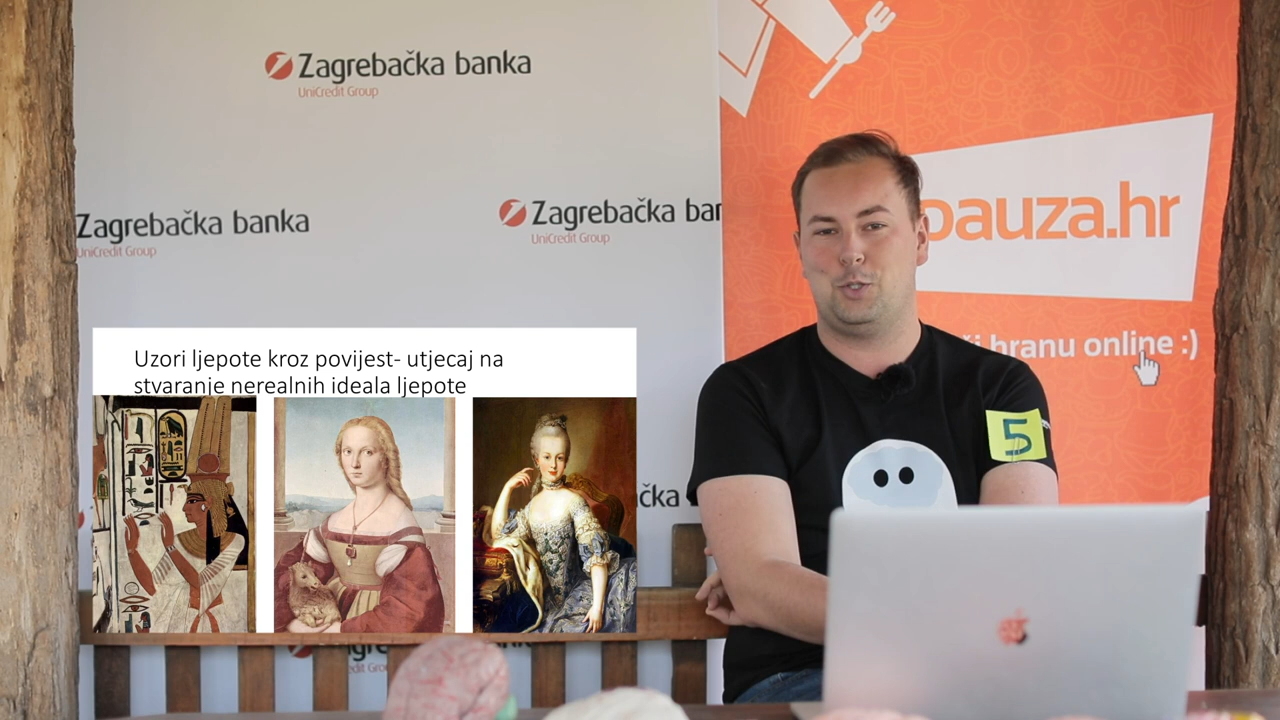 Zagrebačka banka
UniCredit Group
Zagrebačka banka
UniCredit Group
Zagrebačka ban
UniCredit Group
pauza.hr
hranu online :)
5
Uzori ljepote kroz povijest- utjecaj na
stvaranje nerealnih ideala ljepote
čka